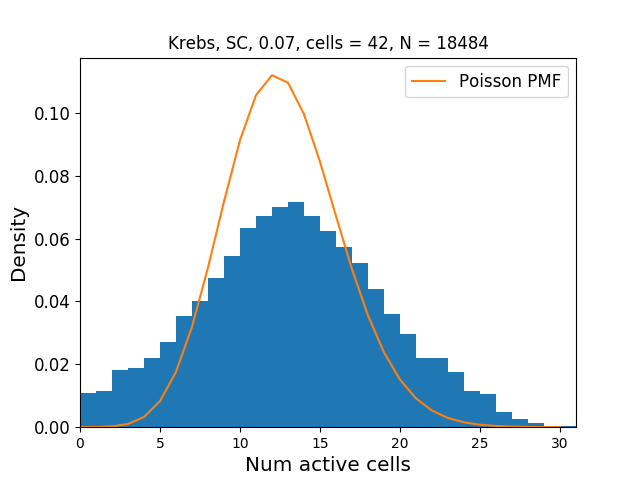 Krebs, SC, 0.07, cells = 42, N = 18484
Poisson PMF
0.10
0.08
0.06
0.04
0.02
0.00
Density
0 5 10 15 20 25 30
Num active cells